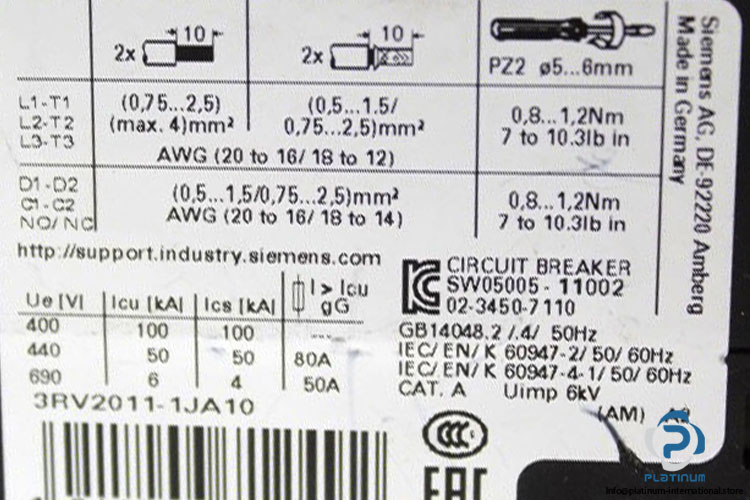 10 10
2x 2x PZ2 ø5...6mm
L1-T1 (0,75...2,5) (0,5...1.5/ 0,8...1,2Nm
L2-T2 (max. 4)mm² 0,75...2,5)mm² 7 to 10.3lb in
L3-T3
AWG (20 to 16/ 18 to 12)
D1-D2 (0,5...1,5/0,75...2,5)mm² 0,8...1,2Nm
C1-C2 AWG (20 to 16/ 18 to 14) 7 to 10.3lb in
NO/ NC
Siemens AG, DE-92220 Amberg
Made in Germany
http://support.industry.siemens.com
Ue [V] Icu [kA] Ics [kA] I > Icu
gG
400 100 100 ---
440 50 50 80A
690 6 4 50A
3RV2011-1JA10
CIRCUIT BREAKER
SW05005 - 11002
02-3450-7110
GB14048.2 /.4/ 50Hz
IEC/ EN/ K 60947-2/ 50/ 60Hz
IEC/ EN/ K 60947-4-1/ 50/ 60Hz
CAT. A Uimp 6kV
(AM)
CCC
EAC
PLATINUM
info@platinum-international.store